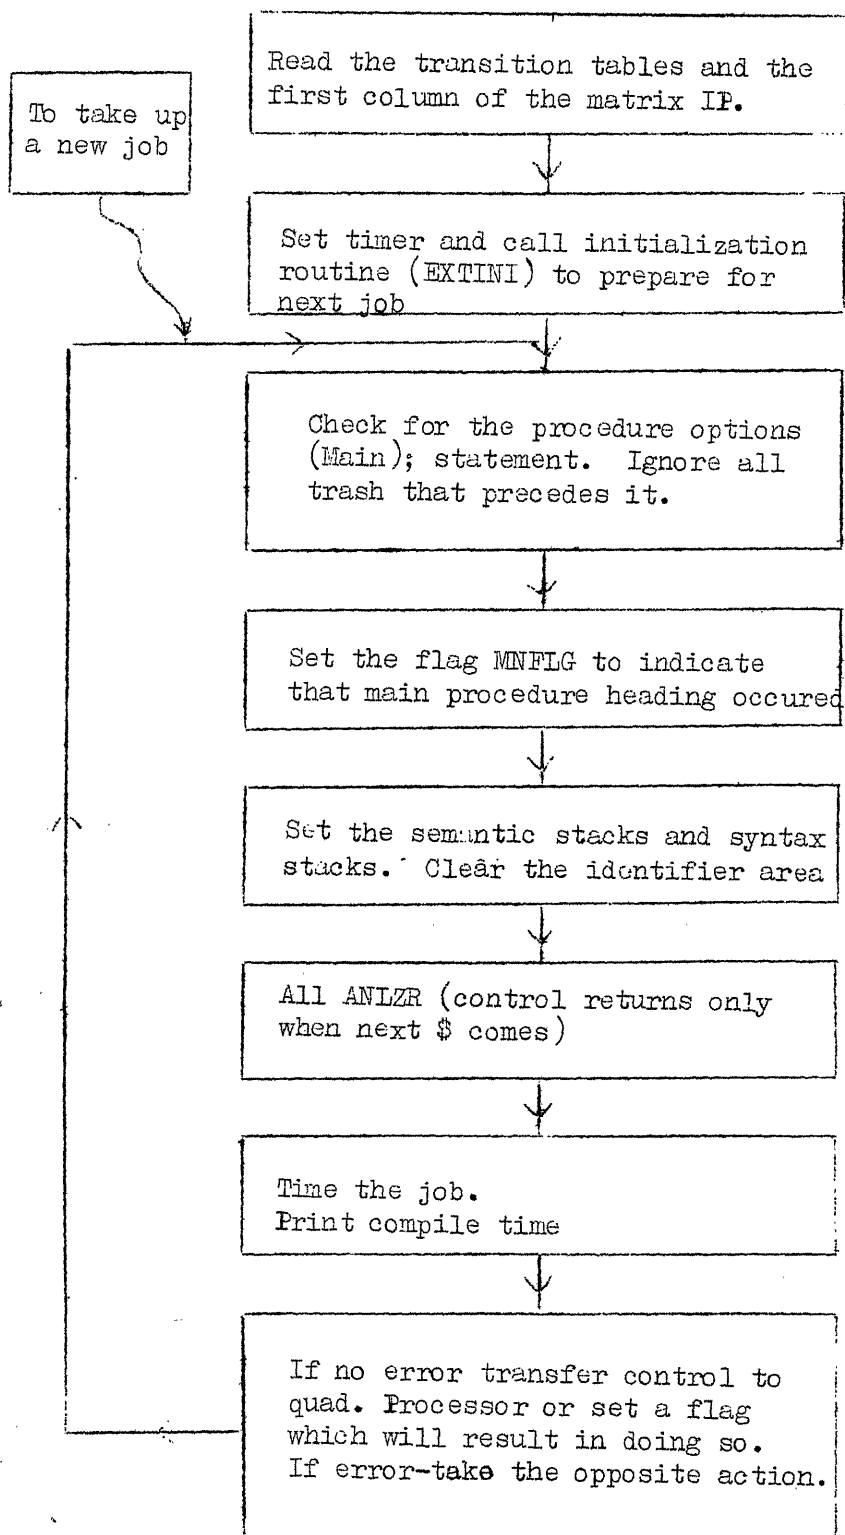 Read the transition tables and the
first column of the matrix IP.
To take up
a new job
Set timer and call initialization
routine (EXTINI) to prepare for
next job
Check for the procedure options
(Main); statement. Ignore all
trash that precedes it.
Set the flag MNFLG to indicate
that main procedure heading occured
Set the semantic stacks and syntax
stacks. Clear the identifier area
All ANLZR (control returns only
when next $ comes)
Time the job.
Print compile time
If no error transfer control to
quad. Processor or set a flag
which will result in doing so.
If error-take the opposite action.